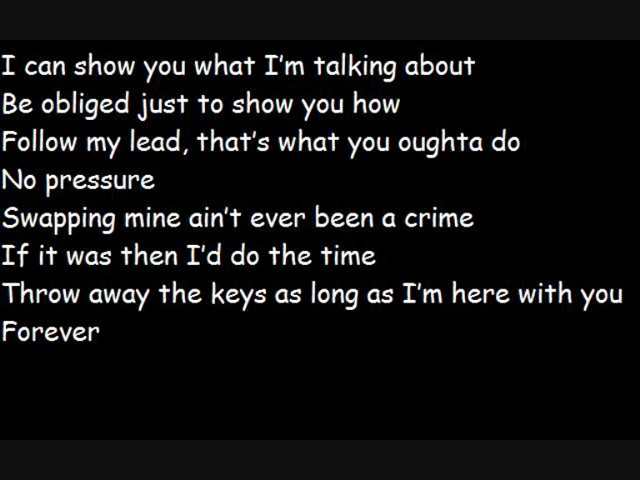 I can show you what I'm talking about
Be obliged just to show you how
Follow my lead, that's what you oughta do
No pressure
Swapping mine ain't ever been a crime
If it was then I'd do the time
Throw away the keys as long as I'm here with you
Forever